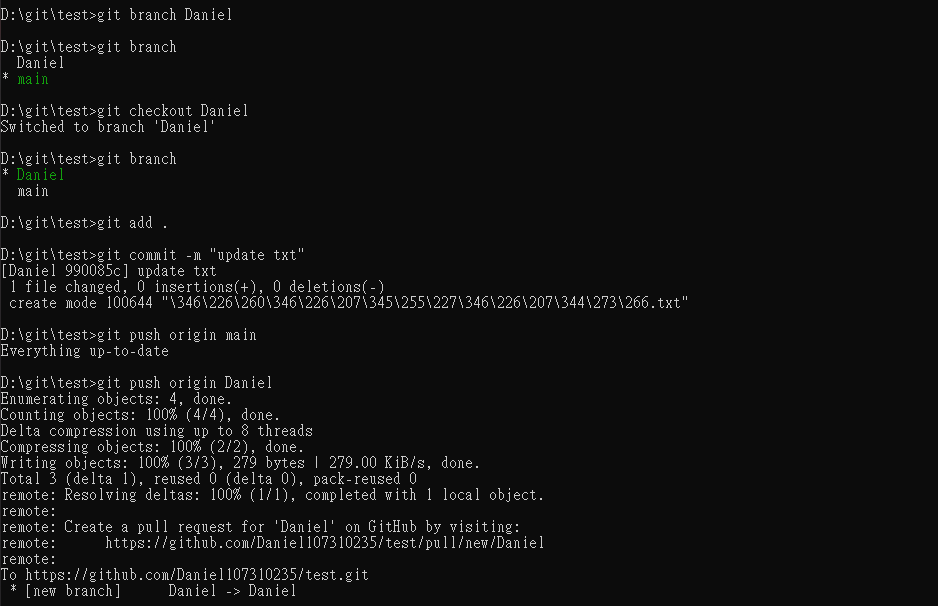 D:\git\test>git branch Daniel
D:\git\test>git branch
  Daniel
* main
D:\git\test>git checkout Daniel
Switched to branch 'Daniel'
D:\git\test>git branch
* Daniel
  main
D:\git\test>git add .
D:\git\test>git commit -m "update txt"
[Daniel 990085c] update txt
 1 file changed, 0 insertions(+), 0 deletions(-)
 create mode 100644 "\346\226\260\346\226\207\345\255\227\346\226\207\344\273\266.txt"
D:\git\test>git push origin main
Everything up-to-date
D:\git\test>git push origin Daniel
Enumerating objects: 4, done.
Counting objects: 100% (4/4), done.
Delta compression using up to 8 threads
Compressing objects: 100% (2/2), done.
Writing objects: 100% (3/3), 279 bytes | 279.00 KiB/s, done.
Total 3 (delta 1), reused 0 (delta 0), pack-reused 0
remote: Resolving deltas: 100% (1/1), completed with 1 local object.
remote:
remote: Create a pull request for 'Daniel' on GitHub by visiting:
remote:      https://github.com/Daniel107310235/test/pull/new/Daniel
remote:
To https://github.com/Daniel107310235/test.git
 * [new branch]      Daniel -> Daniel